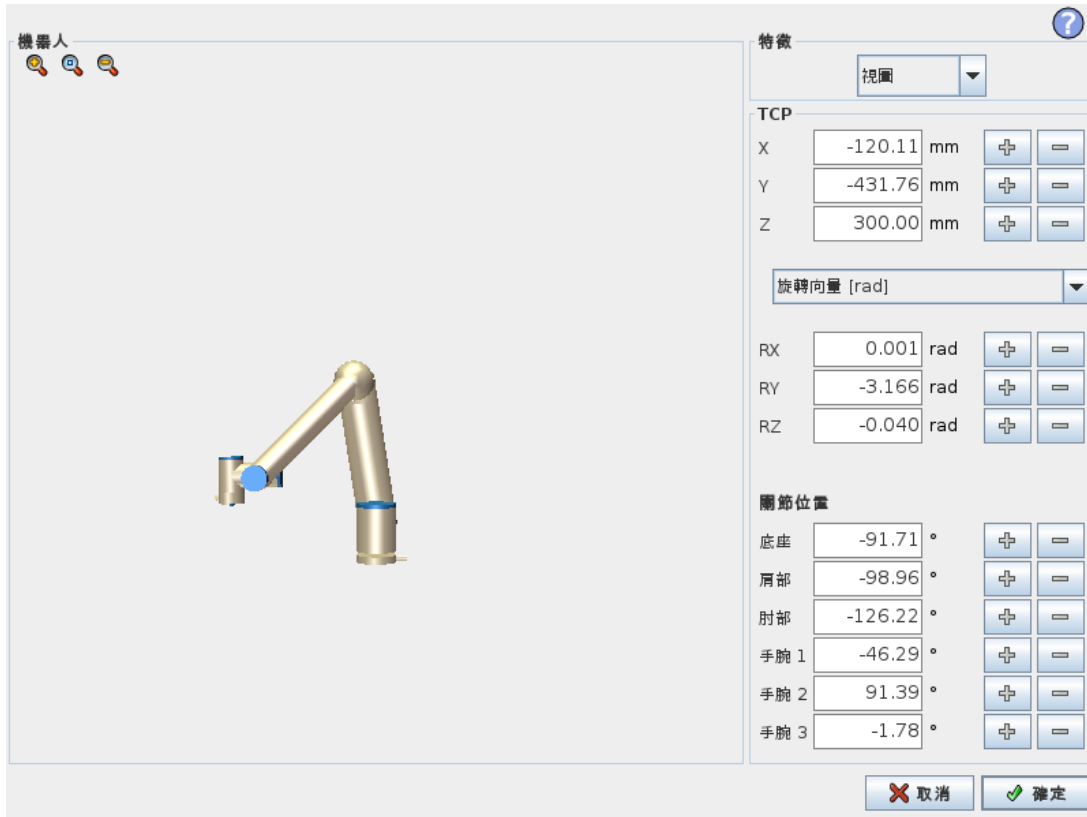 ?
機器人
特徵
視圖
TCP
X -120.11 mm
Y -431.76 mm
Z 300.00 mm
旋轉向量 [rad]
RX 0.001 rad
RY -3.166 rad
RZ -0.040 rad
關節位置
底座 -91.71 °
肩部 -98.96 °
肘部 -126.22 °
手腕 1 -46.29 °
手腕 2 91.39 °
手腕 3 -1.78 °
取消 確定